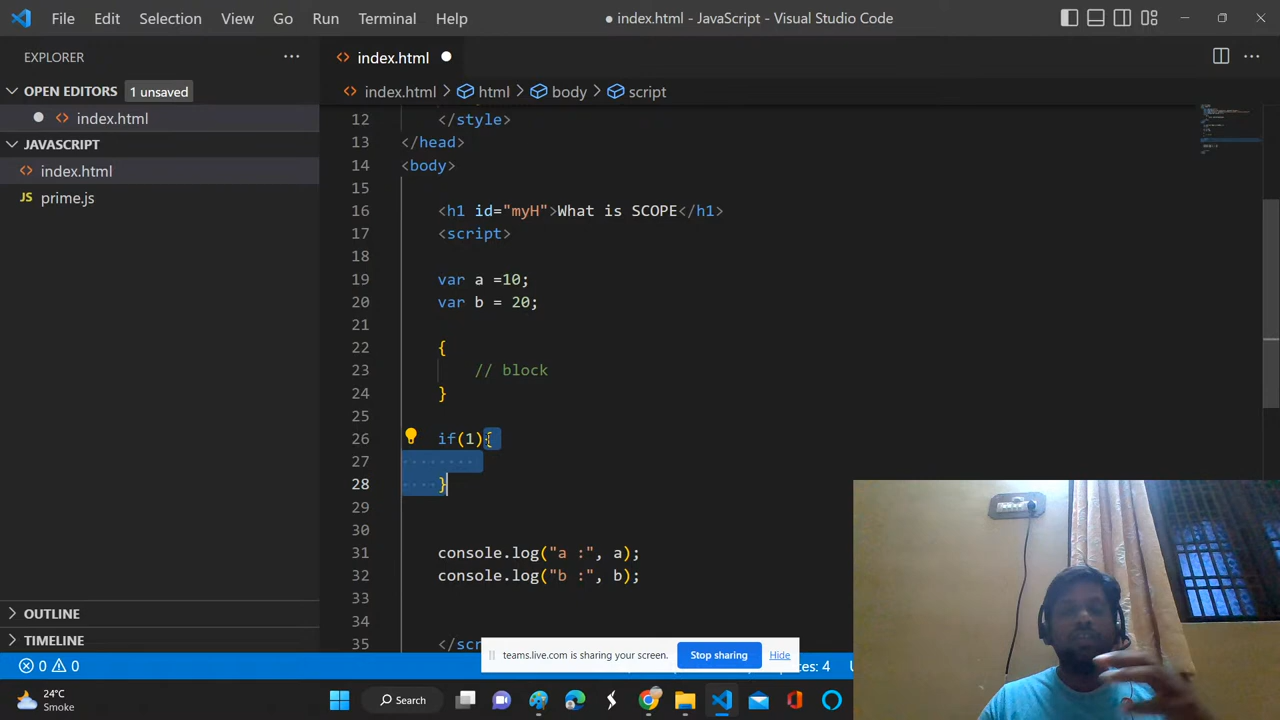 File Edit Selection View Go Run Terminal Help
● index.html - JavaScript - Visual Studio Code
EXPLORER
OPEN EDITORS 1 unsaved
index.html
JAVASCRIPT
index.html
JS prime.js
OUTLINE
TIMELINE
index.html
index.html > html > body > script
12 </style>
13 </head>
14 <body>
15
16 <h1 id="myH">What is SCOPE</h1>
17 <script>
18
19 var a =10;
20 var b = 20;
21
22 {
23 // block
24 }
25
26 if(1){
27
28 }
29
30
31 console.log("a :", a);
32 console.log("b :", b);
33
34
35 </scr
teams.live.com is sharing your screen. Stop sharing Hide
0 0
paces: 4
24°C
Smoke
Search